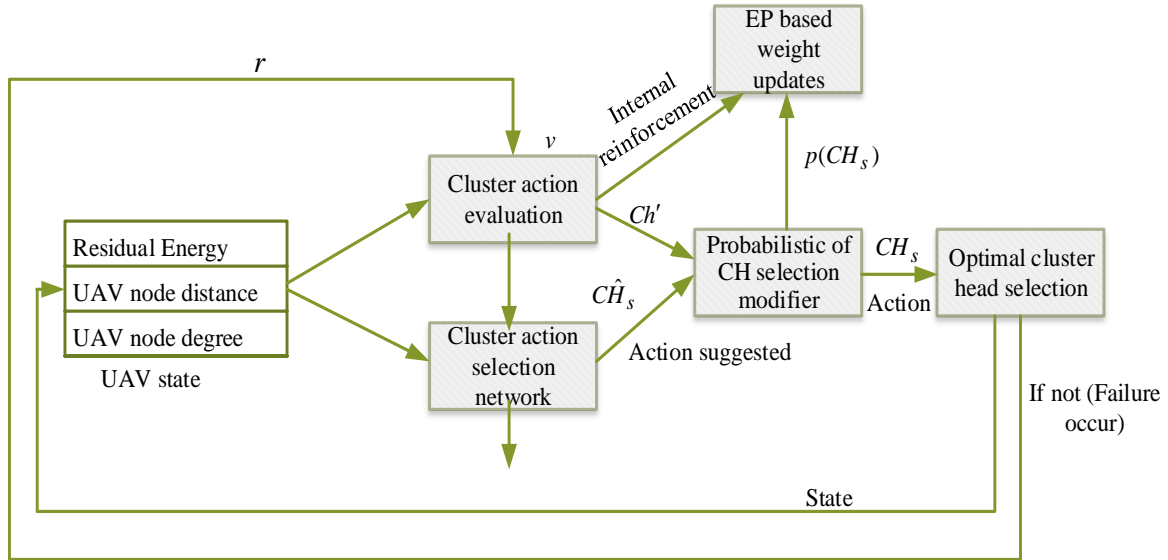 EP based
weight
updates
r
Internal
reinforcement
v
p(CH_s)
Cluster action
evaluation
Ch′
Residual Energy
UAV node distance
UAV node degree
UAV state
Probabilistic of
CH selection
modifier
CH_s
Action
Optimal cluster
head selection
CĤ_s
Cluster action
selection
network
Action suggested
If not (Failure
occur)
State